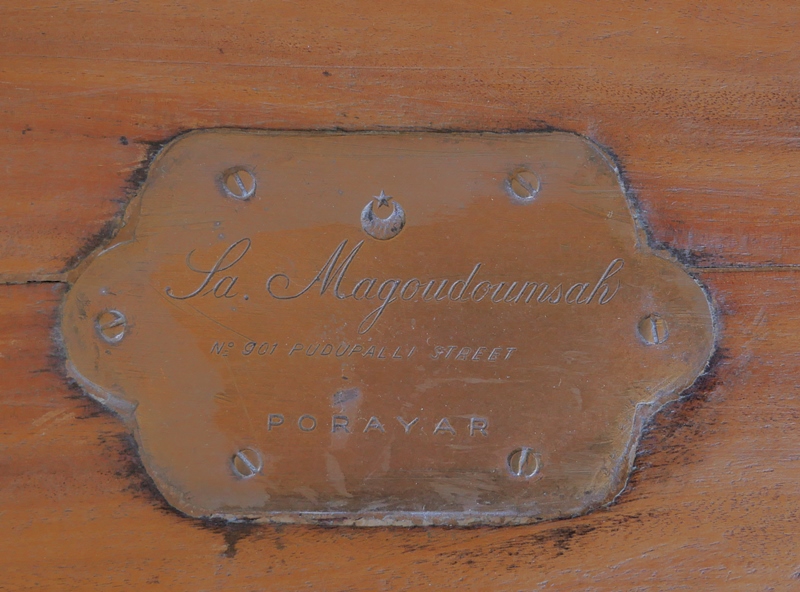 Sa. Magoudoumsah
Nº 901 PUDUPALLI STREET
PORAYAR